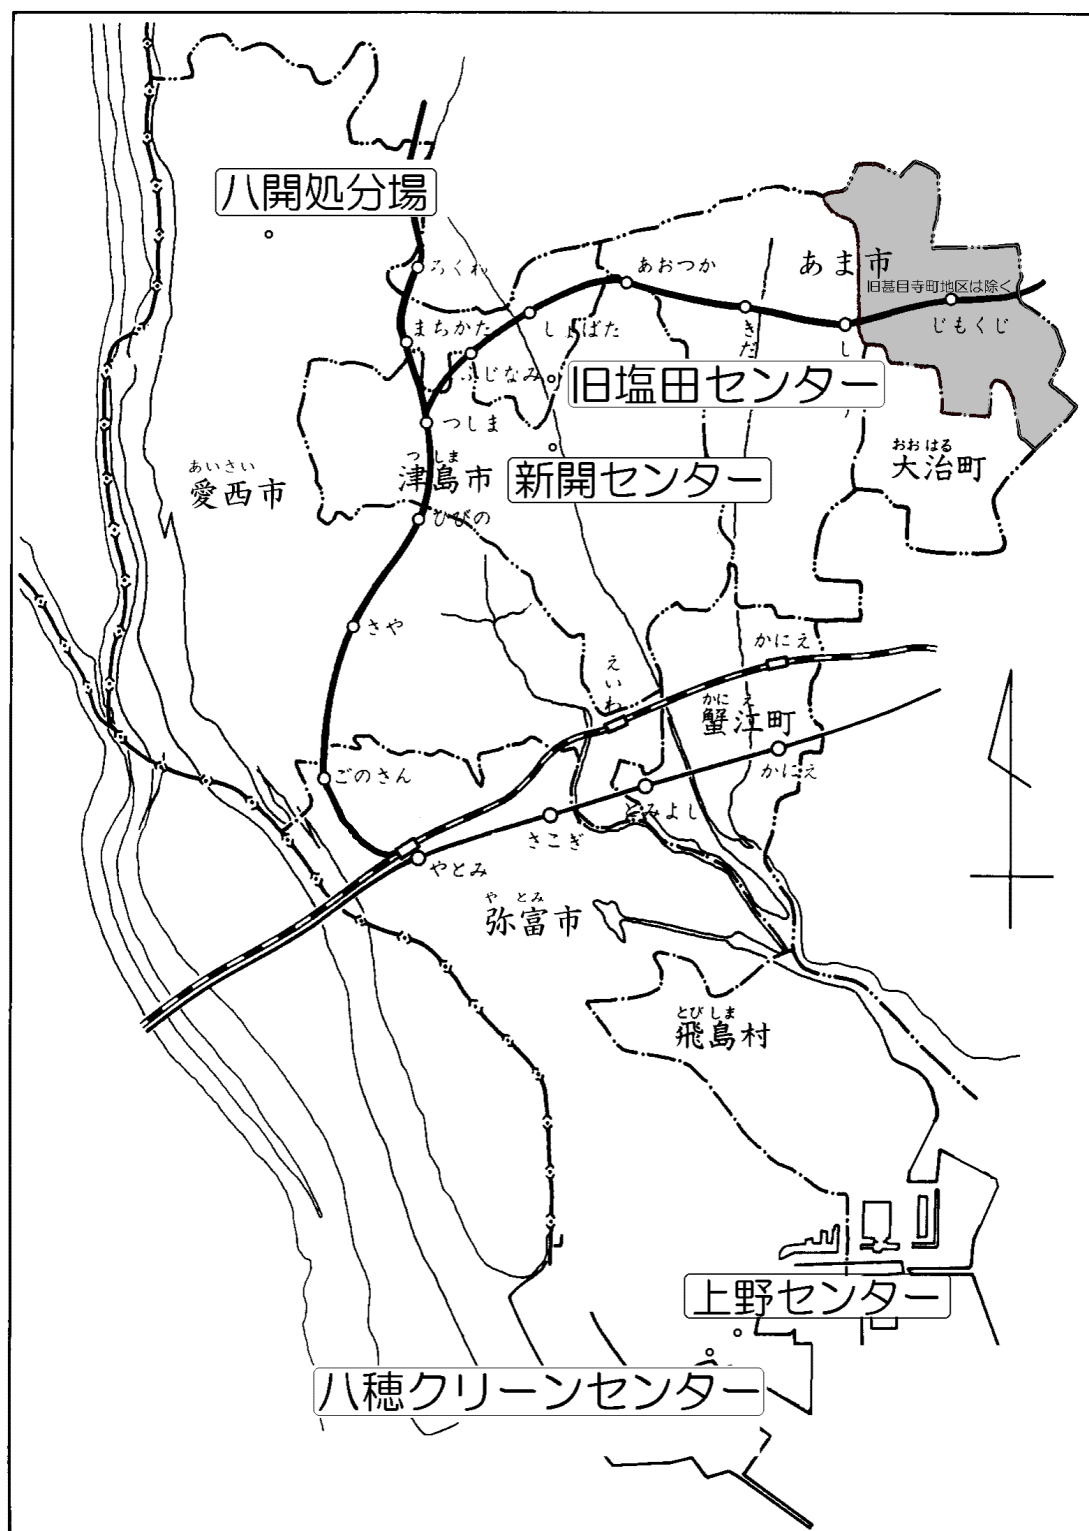 八開処分場
ろくわ
あおつか
あま市
旧甚目寺町地区は除く
じもくじ
まちかた
しょばた
きだ
ふじなみ
旧塩田センター
つしま
おおはる
大治町
あいさい
愛西市
つしま
津島市
新開センター
ひびの
さや
かにえ
えいわ
かにえ
蟹江町
かにえ
ごのさん
とみよし
さこぎ
やとみ
やとみ
弥富市
とびしま
飛島村
上野センター
八穂クリーンセンター